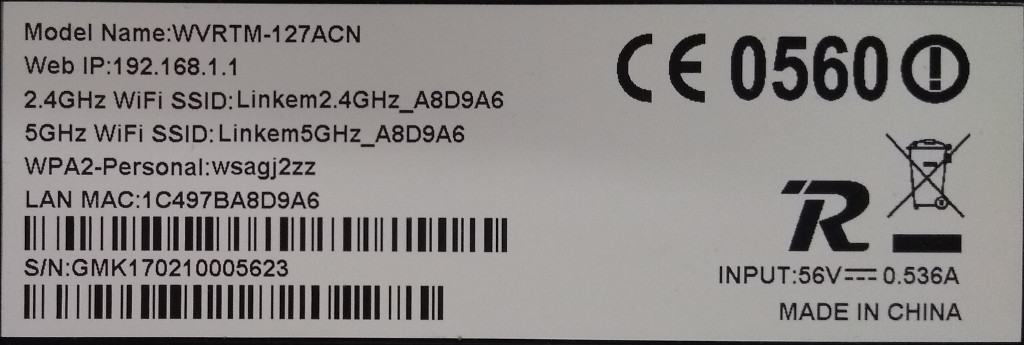 Model Name:WVRTM-127ACN
Web IP:192.168.1.1
2.4GHz WiFi SSID:Linkem2.4GHz_A8D9A6
5GHz WiFi SSID:Linkem5GHz_A8D9A6
WPA2-Personal:wsagj2zz
LAN MAC:1C497BA8D9A6
S/N:GMK170210005623
CE 0560
R
INPUT:56V⎓0.536A
MADE IN CHINA